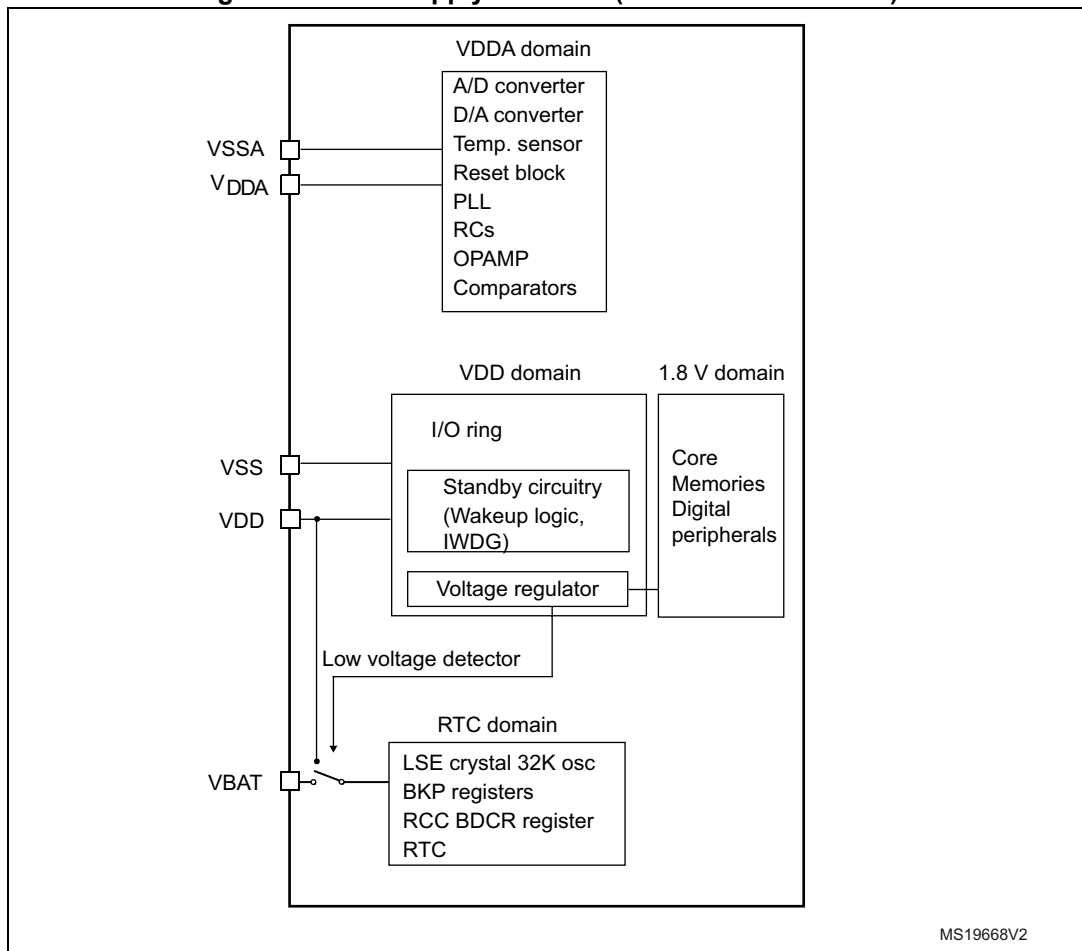 VDDA domain
A/D converter
D/A converter
Temp. sensor
Reset block
PLL
RCs
OPAMP
Comparators
VSSA
VDDA
VDD domain
1.8 V domain
I/O ring
Core
Memories
Digital
peripherals
VSS
Standby circuitry
(Wakeup logic,
IWDG)
VDD
Voltage regulator
Low voltage detector
RTC domain
LSE crystal 32K osc
BKP registers
RCC BDCR register
RTC
VBAT
MS19668V2